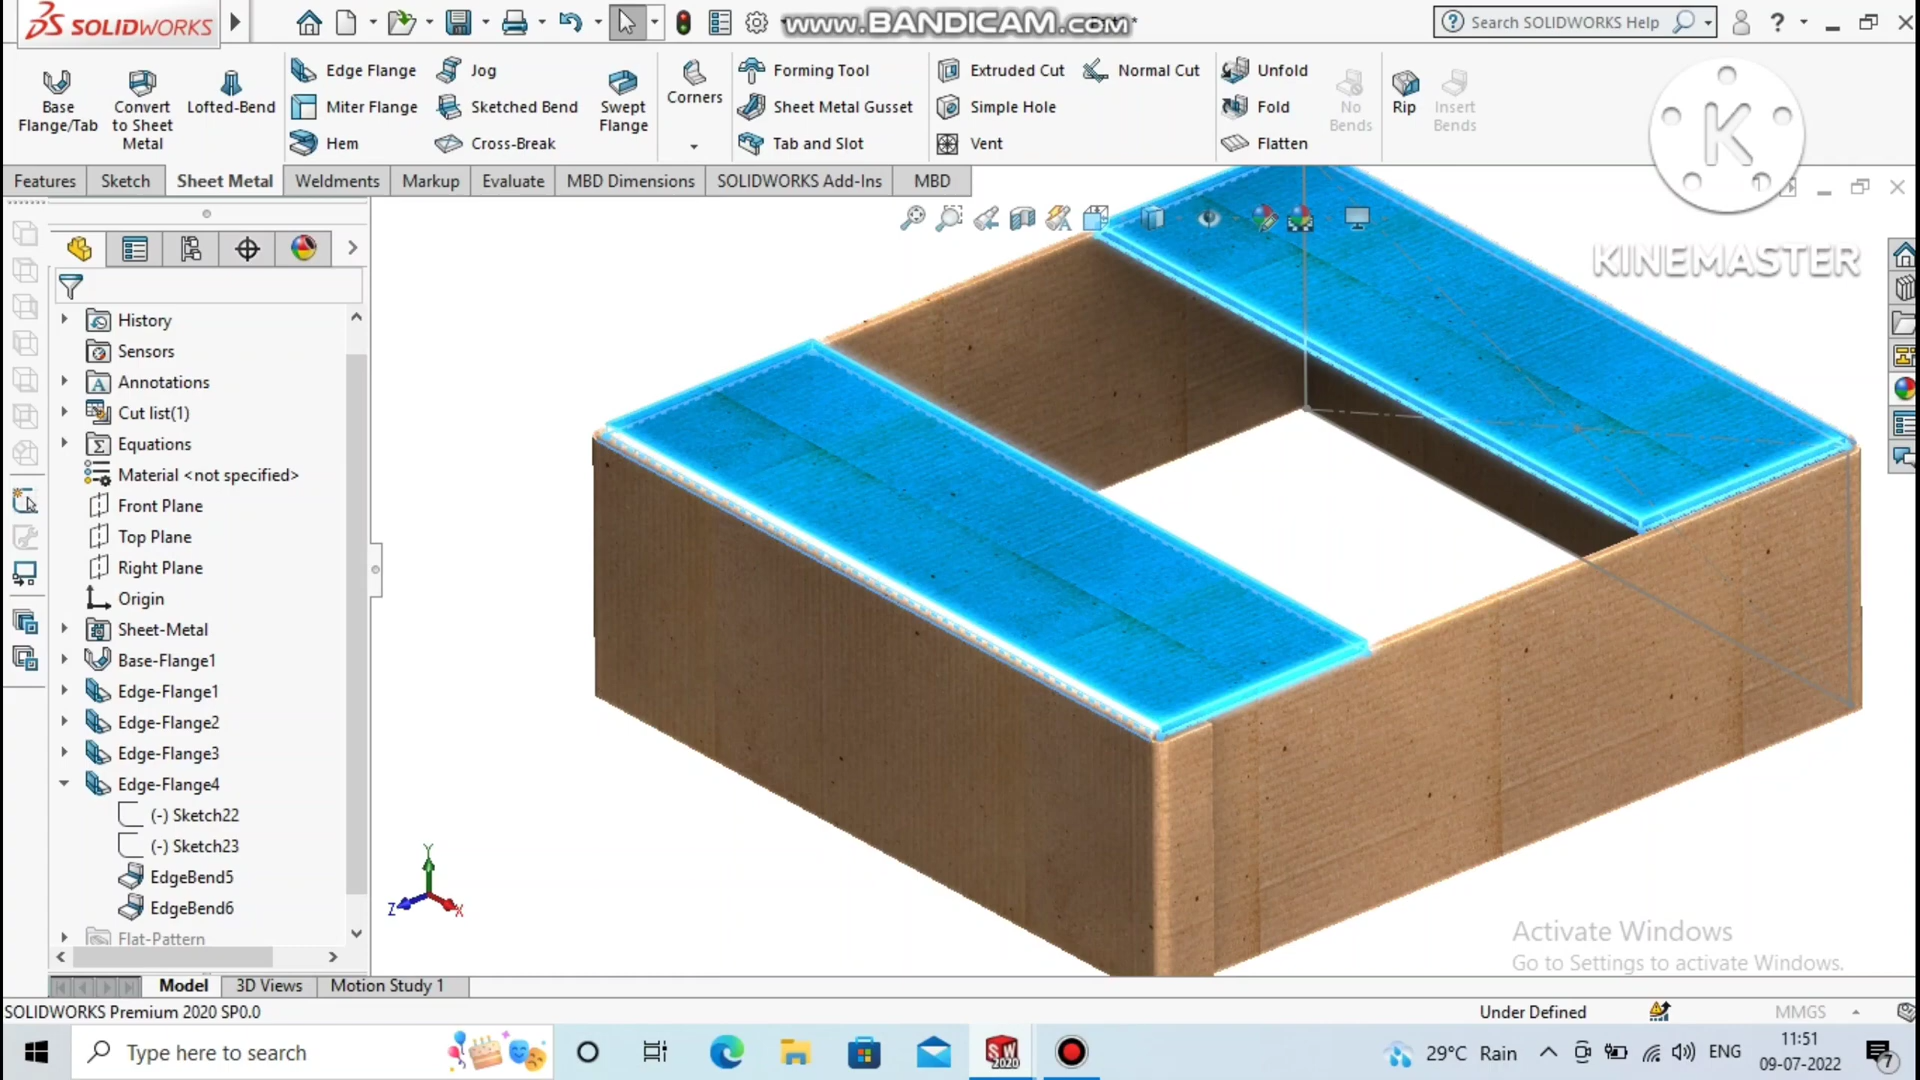 SOLIDWORKS
www.BANDICAM.com
*
Search SOLIDWORKS Help
?
Base Flange/Tab
Convert to Sheet Metal
Lofted-Bend
Edge Flange
Miter Flange
Hem
Jog
Sketched Bend
Cross-Break
Swept Flange
Corners
Forming Tool
Sheet Metal Gusset
Tab and Slot
Extruded Cut
Simple Hole
Vent
Normal Cut
Unfold
Fold
Flatten
No Bends
Rip
Insert Bends
K
KINEMASTER
Features
Sketch
Sheet Metal
Weldments
Markup
Evaluate
MBD Dimensions
SOLIDWORKS Add-Ins
MBD
History
Sensors
Annotations
Cut list(1)
Equations
Material <not specified>
Front Plane
Top Plane
Right Plane
Origin
Sheet-Metal
Base-Flange1
Edge-Flange1
Edge-Flange2
Edge-Flange3
Edge-Flange4
(-) Sketch22
(-) Sketch23
EdgeBend5
EdgeBend6
Flat-Pattern
Y
Z
X
Activate Windows
Go to Settings to activate Windows.
Model
3D Views
Motion Study 1
SOLIDWORKS Premium 2020 SP0.0
Under Defined
MMGS
Type here to search
SW 2020
29°C Rain
ENG
11:51
09-07-2022
7